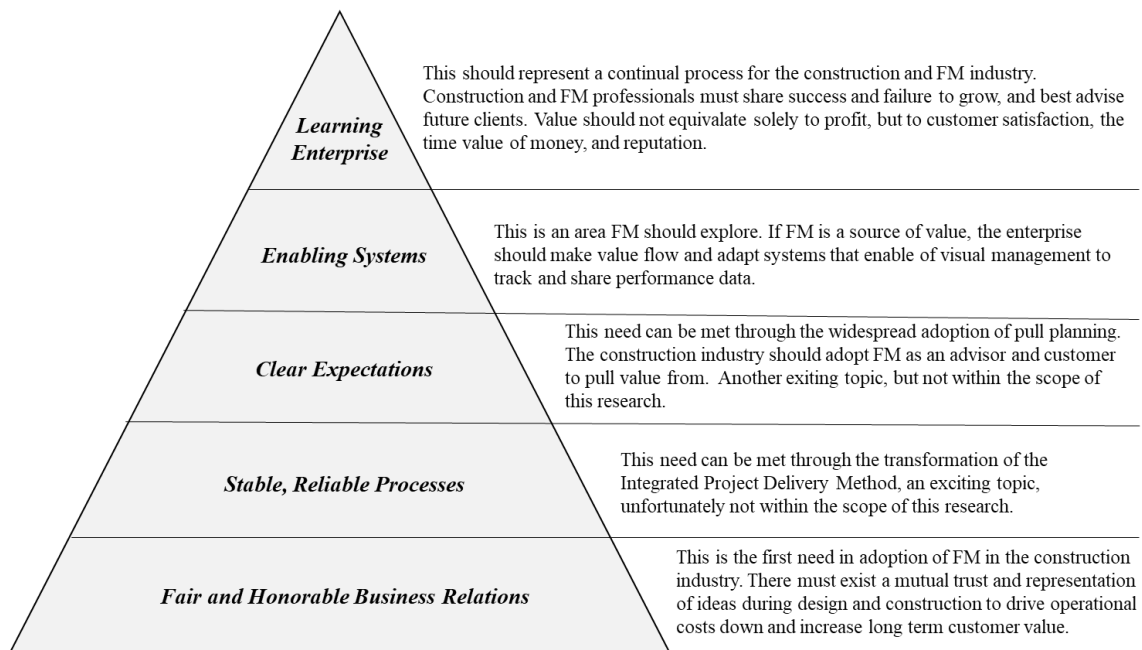 Learning
Enterprise
This should represent a continual process for the construction and FM industry.
Construction and FM professionals must share success and failure to grow, and best advise
future clients. Value should not equivalate solely to profit, but to customer satisfaction, the
time value of money, and reputation.
Enabling Systems
This is an area FM should explore. If FM is a source of value, the enterprise
should make value flow and adapt systems that enable of visual management to
track and share performance data.
Clear Expectations
This need can be met through the widespread adoption of pull planning.
The construction industry should adopt FM as an advisor and customer
to pull value from.  Another exiting topic, but not within the scope of
this research.
Stable, Reliable Processes
This need can be met through the transformation of the
Integrated Project Delivery Method, an exciting topic,
unfortunately not within the scope of this research.
Fair and Honorable Business Relations
This is the first need in adoption of FM in the construction
industry. There must exist a mutual trust and representation
of ideas during design and construction to drive operational
costs down and increase long term customer value.